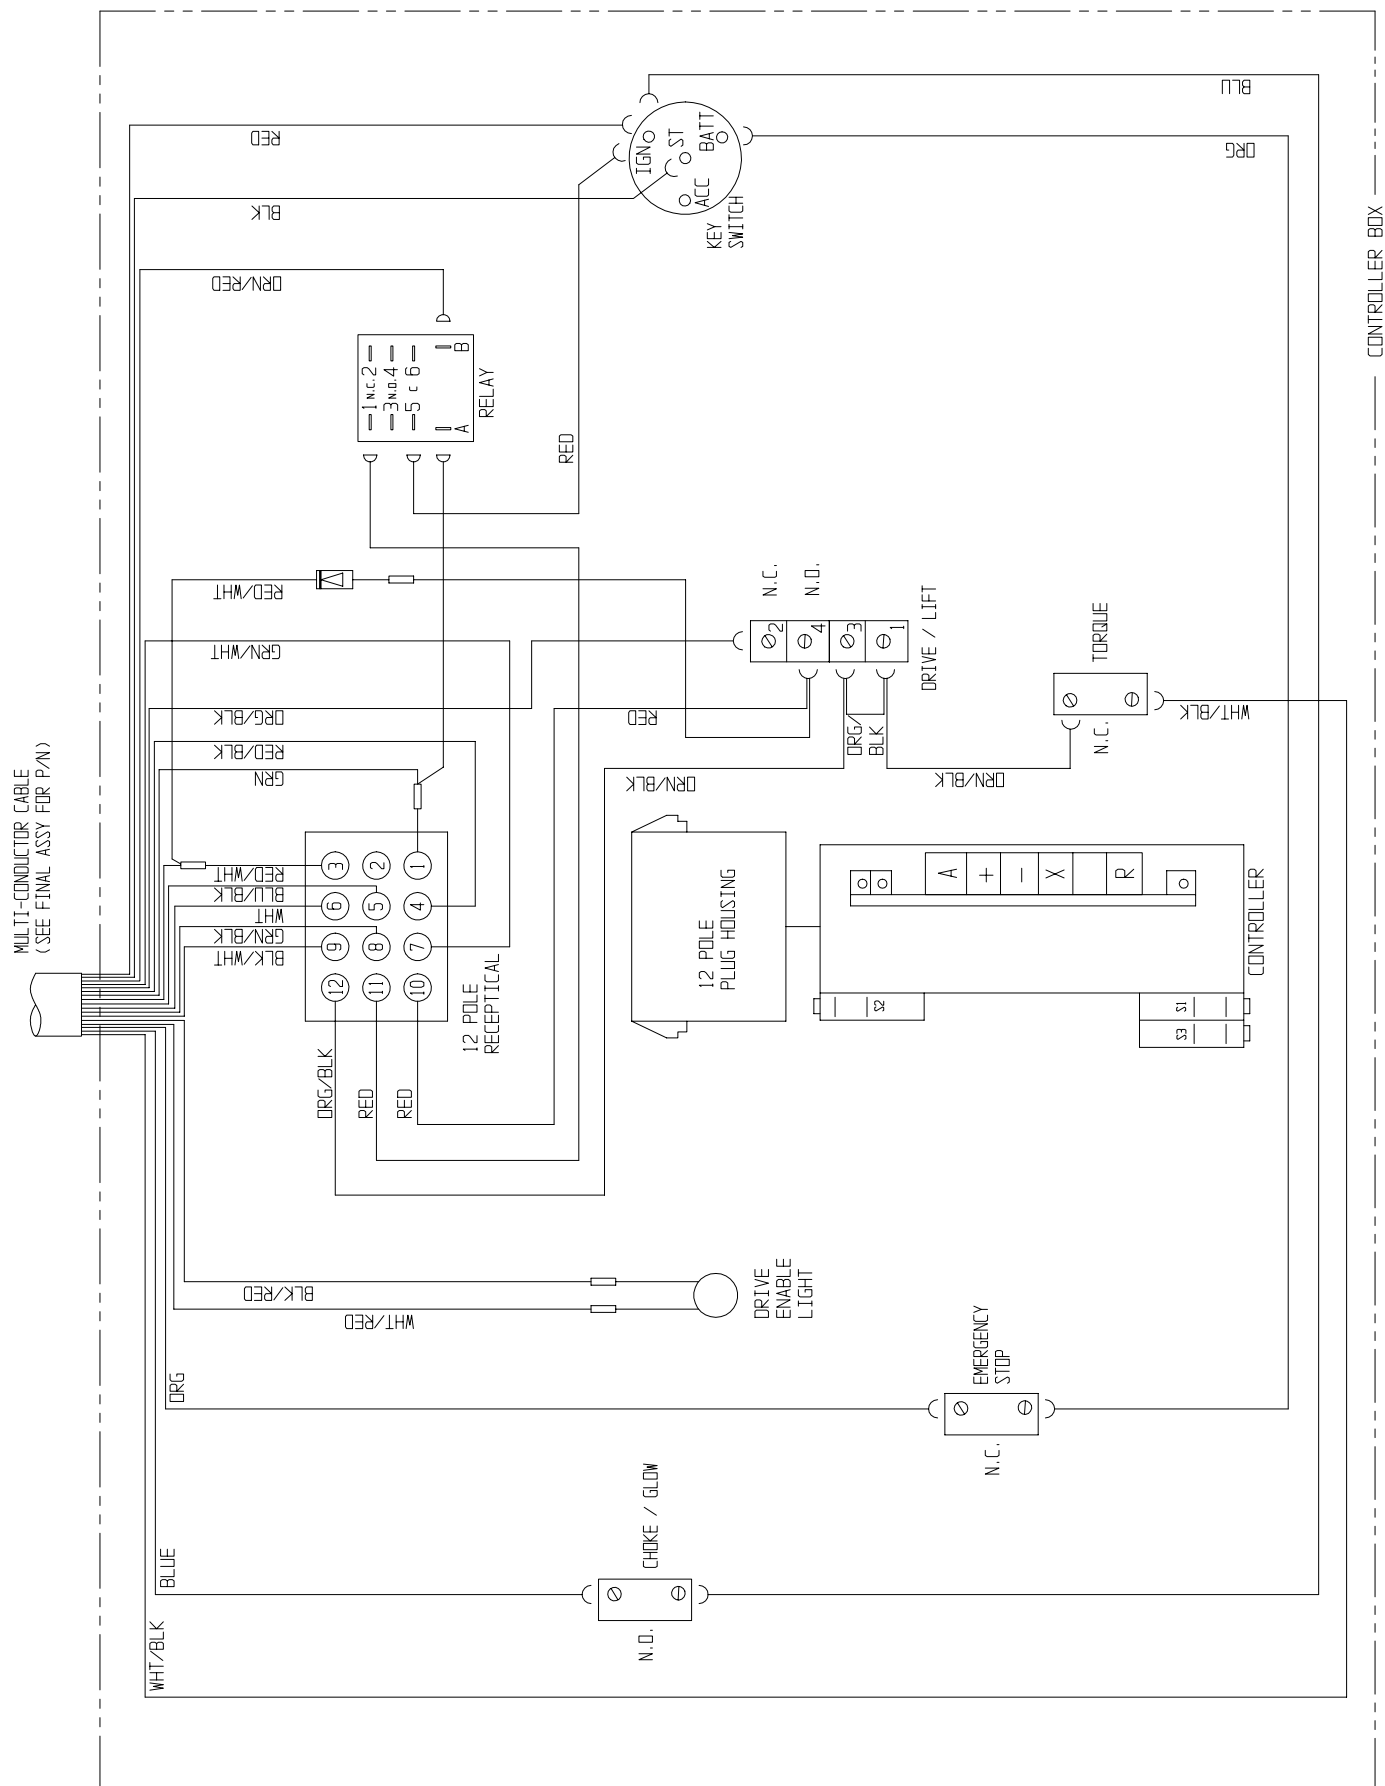 MULTI-CONDUCTOR CABLE
(SEE FINAL ASSY FOR P/N)
WHT/BLK
BLUE
ORG
WHT/RED
BLK/RED
BLK/WHT
GRN/BLK
WHT
BLU/BLK
RED/WHT
GRN
RED/BLK
ORG/BLK
GRN/WHT
RED/WHT
ORN/RED
BLK
RED
ORG/BLK
RED
RED
12
9
6
3
11
8
5
2
10
7
4
1
12 POLE
RECEPTICAL
1 N.C. 2
3 N.O. 4
5 C 6
A
B
RELAY
RED
RED
ORN/BLK
CHOKE / GLOW
N.O.
DRIVE
ENABLE
LIGHT
12 POLE
PLUG HOUSING
IGN
ST
ACC
BATT
KEY
SWITCH
N.C.
N.O.
2
4
3
1
DRIVE / LIFT
ORG/
BLK
ORN/BLK
EMERGENCY
STOP
N.C.
S2
S1
S3
A
+
-
X
R
CONTROLLER
TORQUE
N.C.
WHT/BLK
BLU
ORG
CONTROLLER BOX